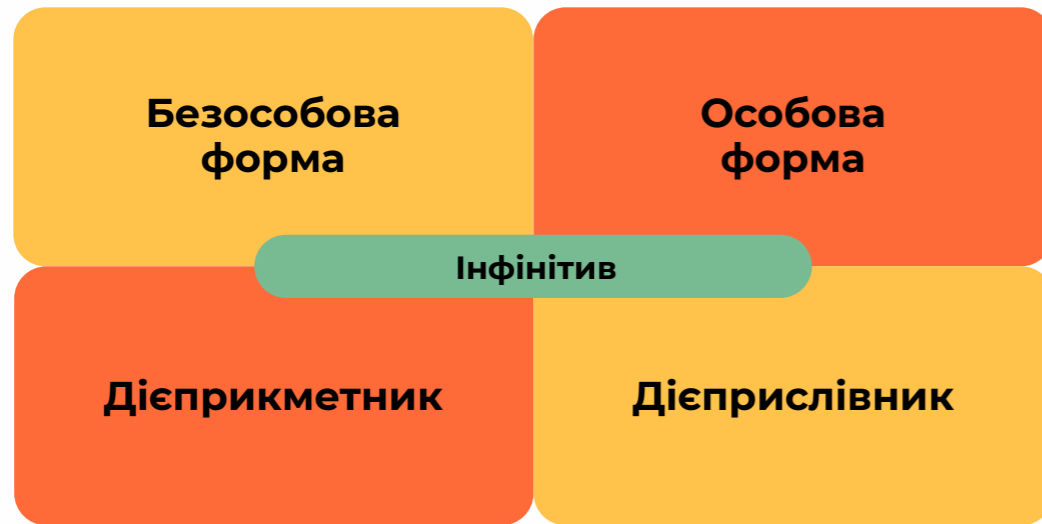 Безособова
форма
Особова
форма
Інфінітив
Дієприкметник
Дієприслівник